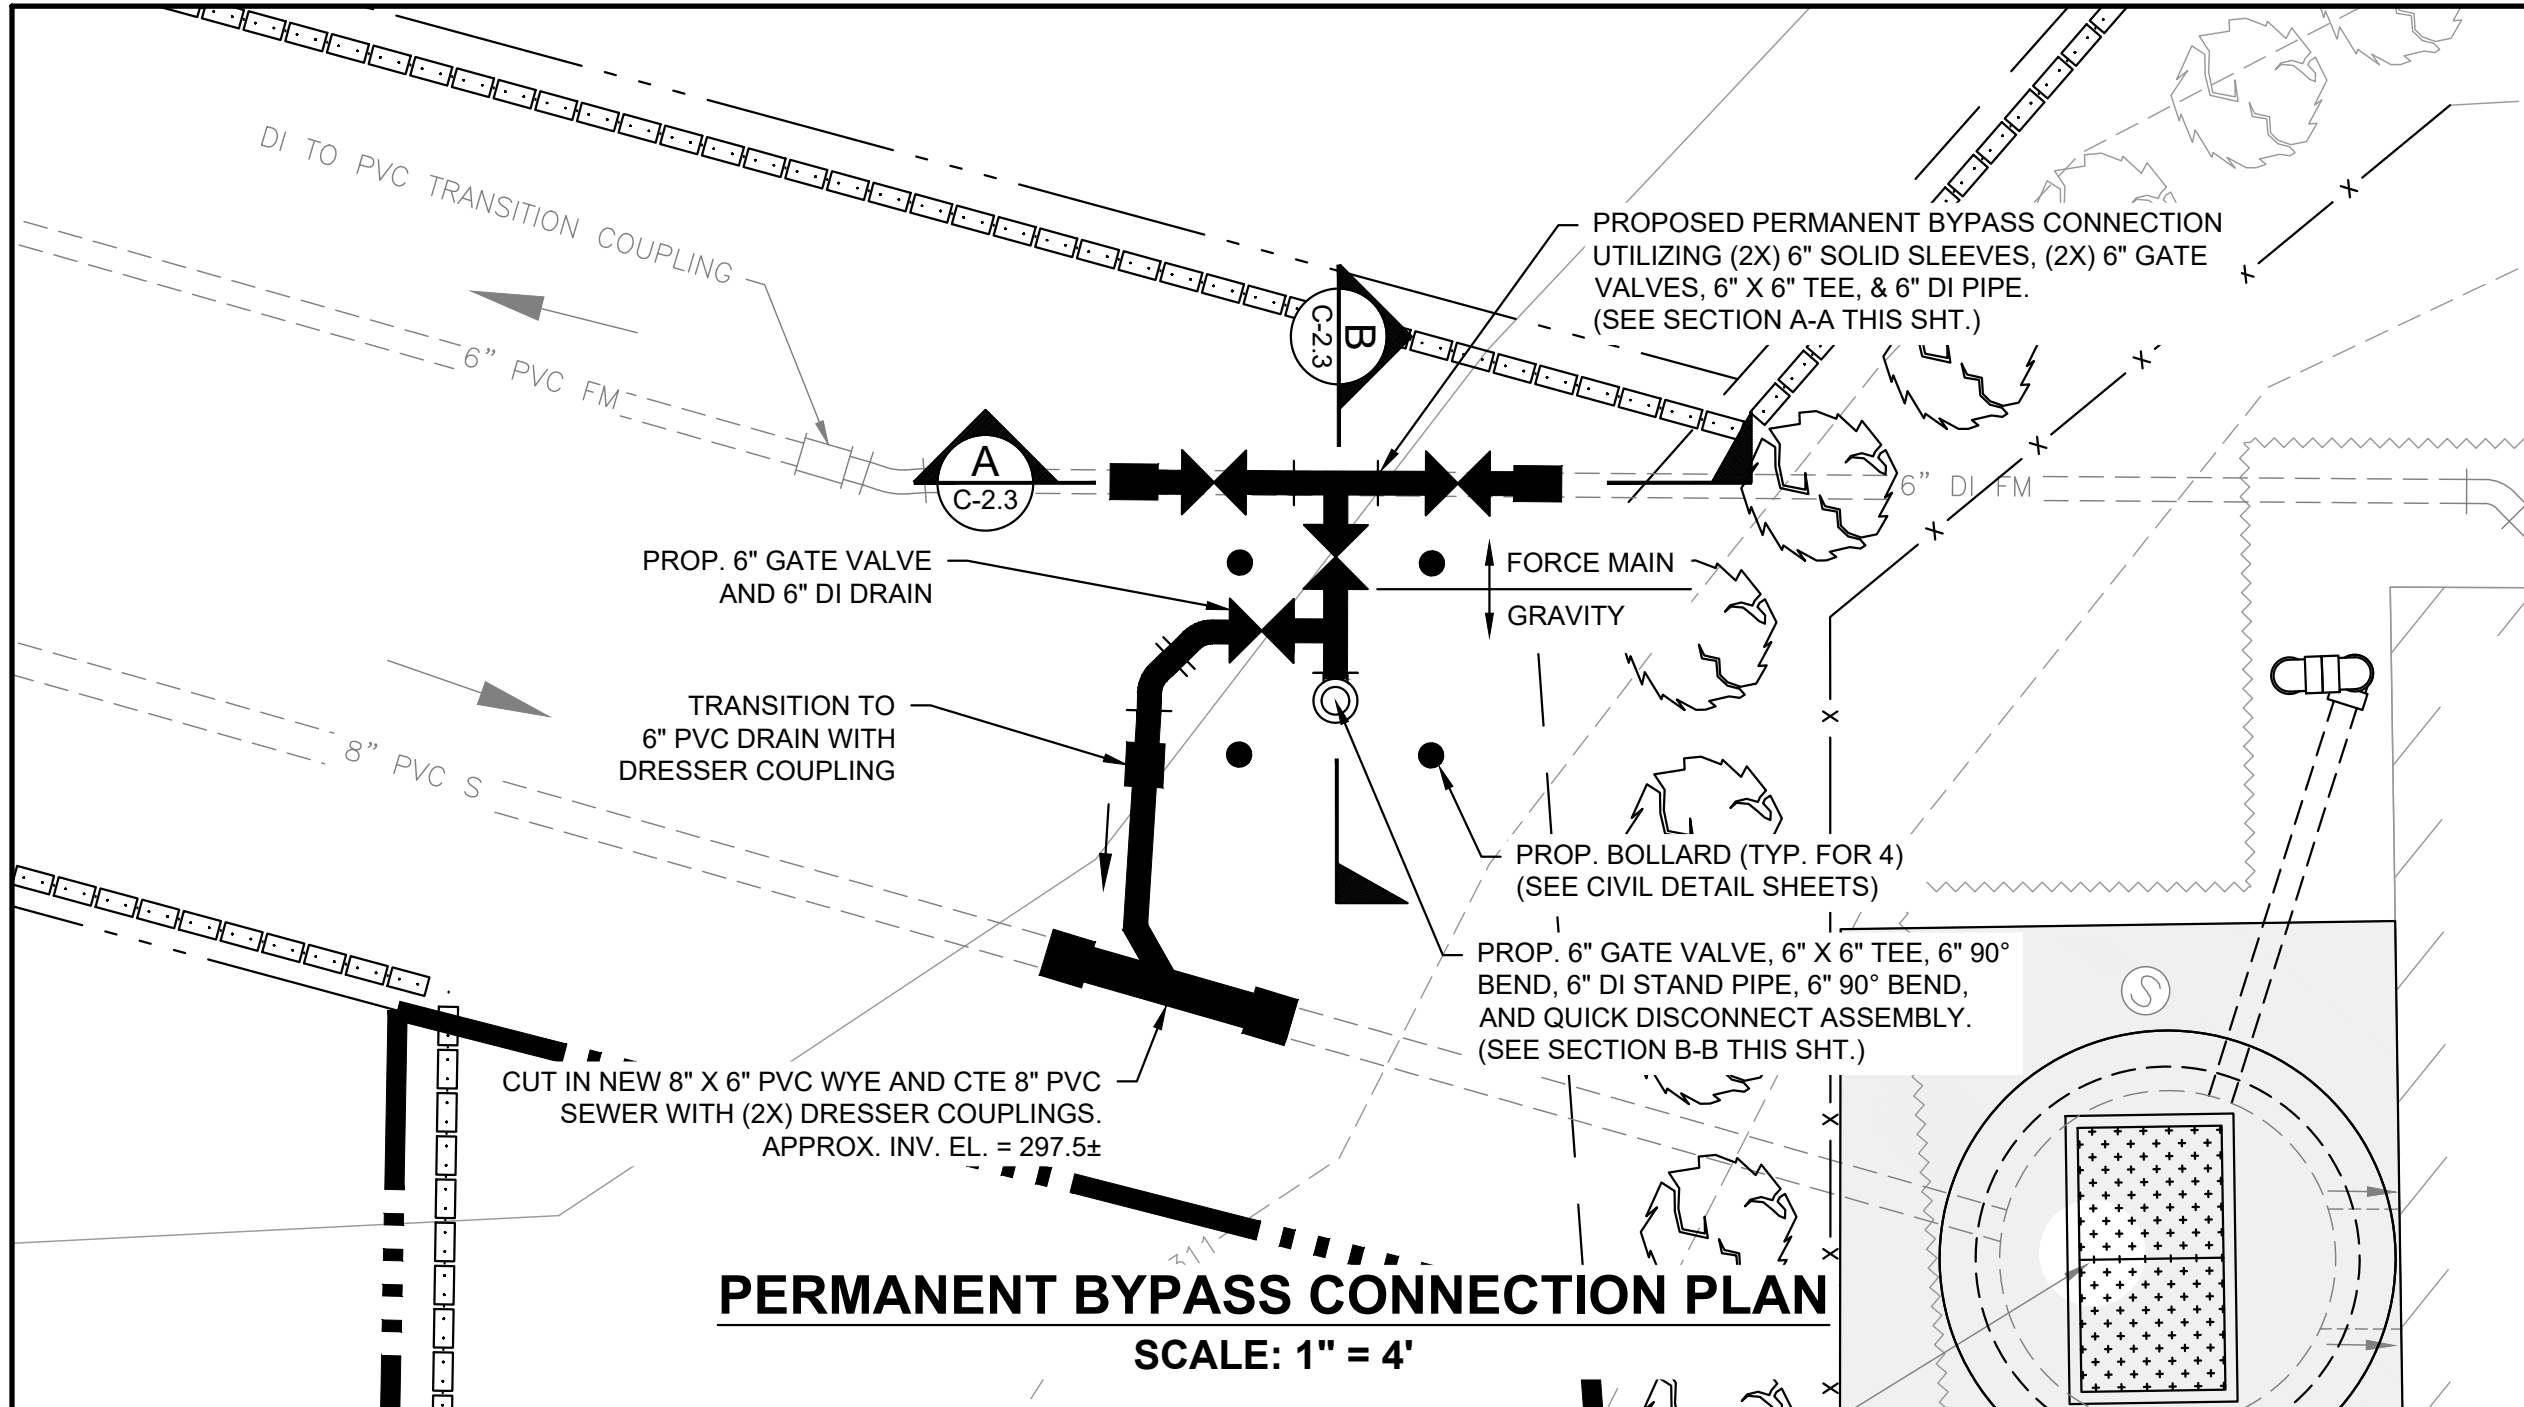 DI TO PVC TRANSITION COUPLING
PROPOSED PERMANENT BYPASS CONNECTION
UTILIZING (2X) 6" SOLID SLEEVES, (2X) 6" GATE
VALVES, 6" X 6" TEE, & 6" DI PIPE.
(SEE SECTION A-A THIS SHT.)
B
C-2.3
6” PVC FM
A
C-2.3
6” DI FM
PROP. 6" GATE VALVE
AND 6" DI DRAIN
FORCE MAIN
GRAVITY
TRANSITION TO
6" PVC DRAIN WITH
DRESSER COUPLING
8” PVC S
PROP. BOLLARD (TYP. FOR 4)
(SEE CIVIL DETAIL SHEETS)
PROP. 6" GATE VALVE, 6" X 6" TEE, 6" 90°
BEND, 6" DI STAND PIPE, 6" 90° BEND,
AND QUICK DISCONNECT ASSEMBLY.
(SEE SECTION B-B THIS SHT.)
S
CUT IN NEW 8" X 6" PVC WYE AND CTE 8" PVC
SEWER WITH (2X) DRESSER COUPLINGS.
APPROX. INV. EL. = 297.5±
311
PERMANENT BYPASS CONNECTION PLAN
SCALE: 1" = 4'